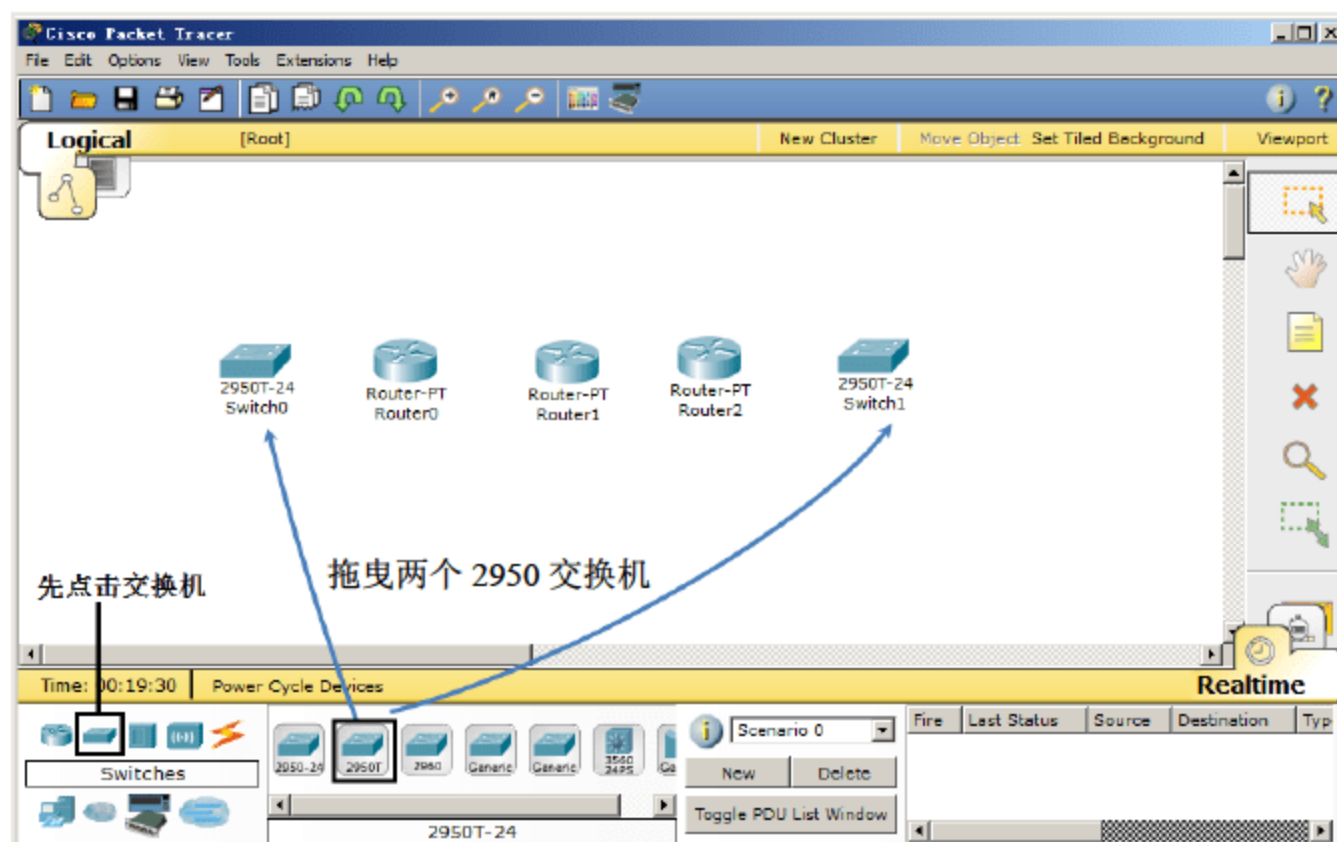 Cisco Packet Tracer
File Edit Options View Tools Extensions Help
Logical [Root] New Cluster Move Object Set Tiled Background Viewport
2950T-24
Switch0
Router-PT
Router0
Router-PT
Router1
Router-PT
Router2
2950T-24
Switch1
先点击交换机
拖曳两个 2950 交换机
Time: 00:19:30 Power Cycle Devices
Realtime
Switches
2950-24 2950T 2960 Generic Generic 3560 24PS Ge
2950T-24
Scenario 0
New Delete
Toggle PDU List Window
Fire Last Status Source Destination Typ